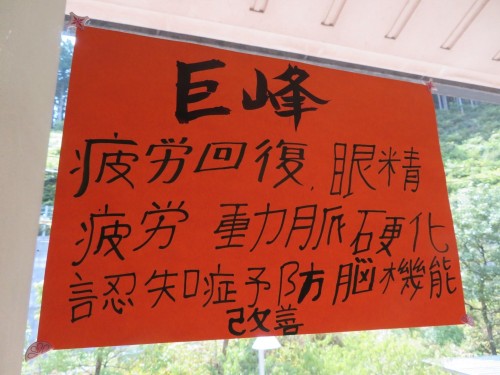 巨峰
疲労回復、眼精
疲労 動脈硬化
認知症予防脳機能
改善